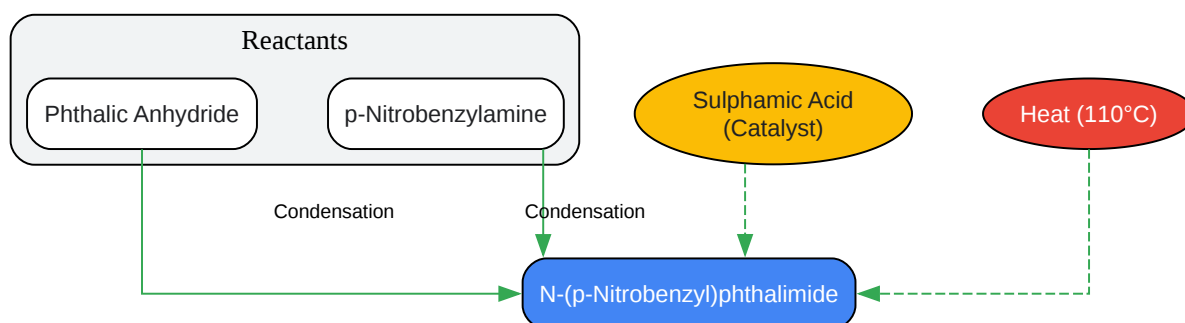 Reactants
Phthalic Anhydride
p-Nitrobenzylamine
Sulphamic Acid
(Catalyst)
Heat (110°C)
Condensation
Condensation
N-(p-Nitrobenzyl)phthalimide